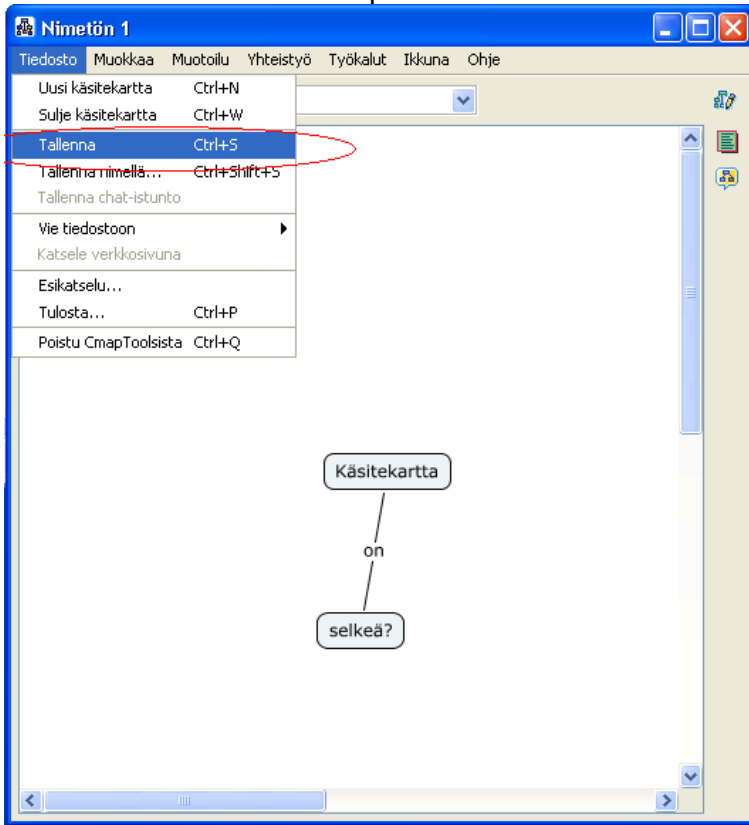 Nimetön 1
Tiedosto Muokkaa Muotoilu Yhteistyö Työkalut Ikkuna Ohje
Uusi käsitekartta Ctrl+N
Sulje käsitekartta Ctrl+W
Tallenna Ctrl+S
Tallenna nimellä... Ctrl+Shift+S
Tallenna chat-istunto
Vie tiedostoon
Katsele verkkosivuna
Esikatselu...
Tulosta... Ctrl+P
Poistu CmapToolsista Ctrl+Q
Käsitekartta
on
selkeä?